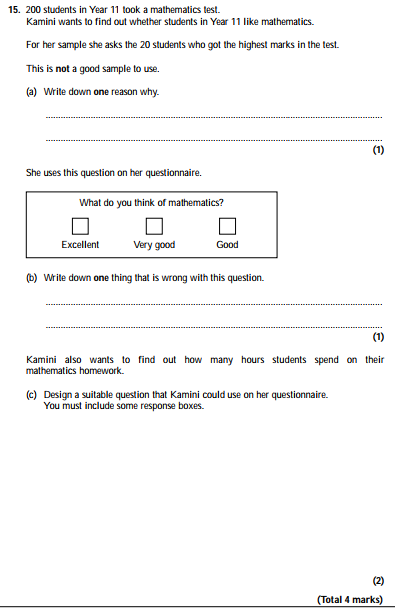 15. 200 students in Year 11 took a mathematics test.
Kamini wants to find out whether students in Year 11 like mathematics.
For her sample she asks the 20 students who got the highest marks in the test.
This is not a good sample to use.
(a) Write down one reason why.
(1)
She uses this question on her questionnaire.
What do you think of mathematics?
Excellent Very good Good
(b) Write down one thing that is wrong with this question.
(1)
Kamini also wants to find out how many hours students spend on their
mathematics homework.
(c) Design a suitable question that Kamini could use on her questionnaire.
You must include some response boxes.
(2)
(Total 4 marks)